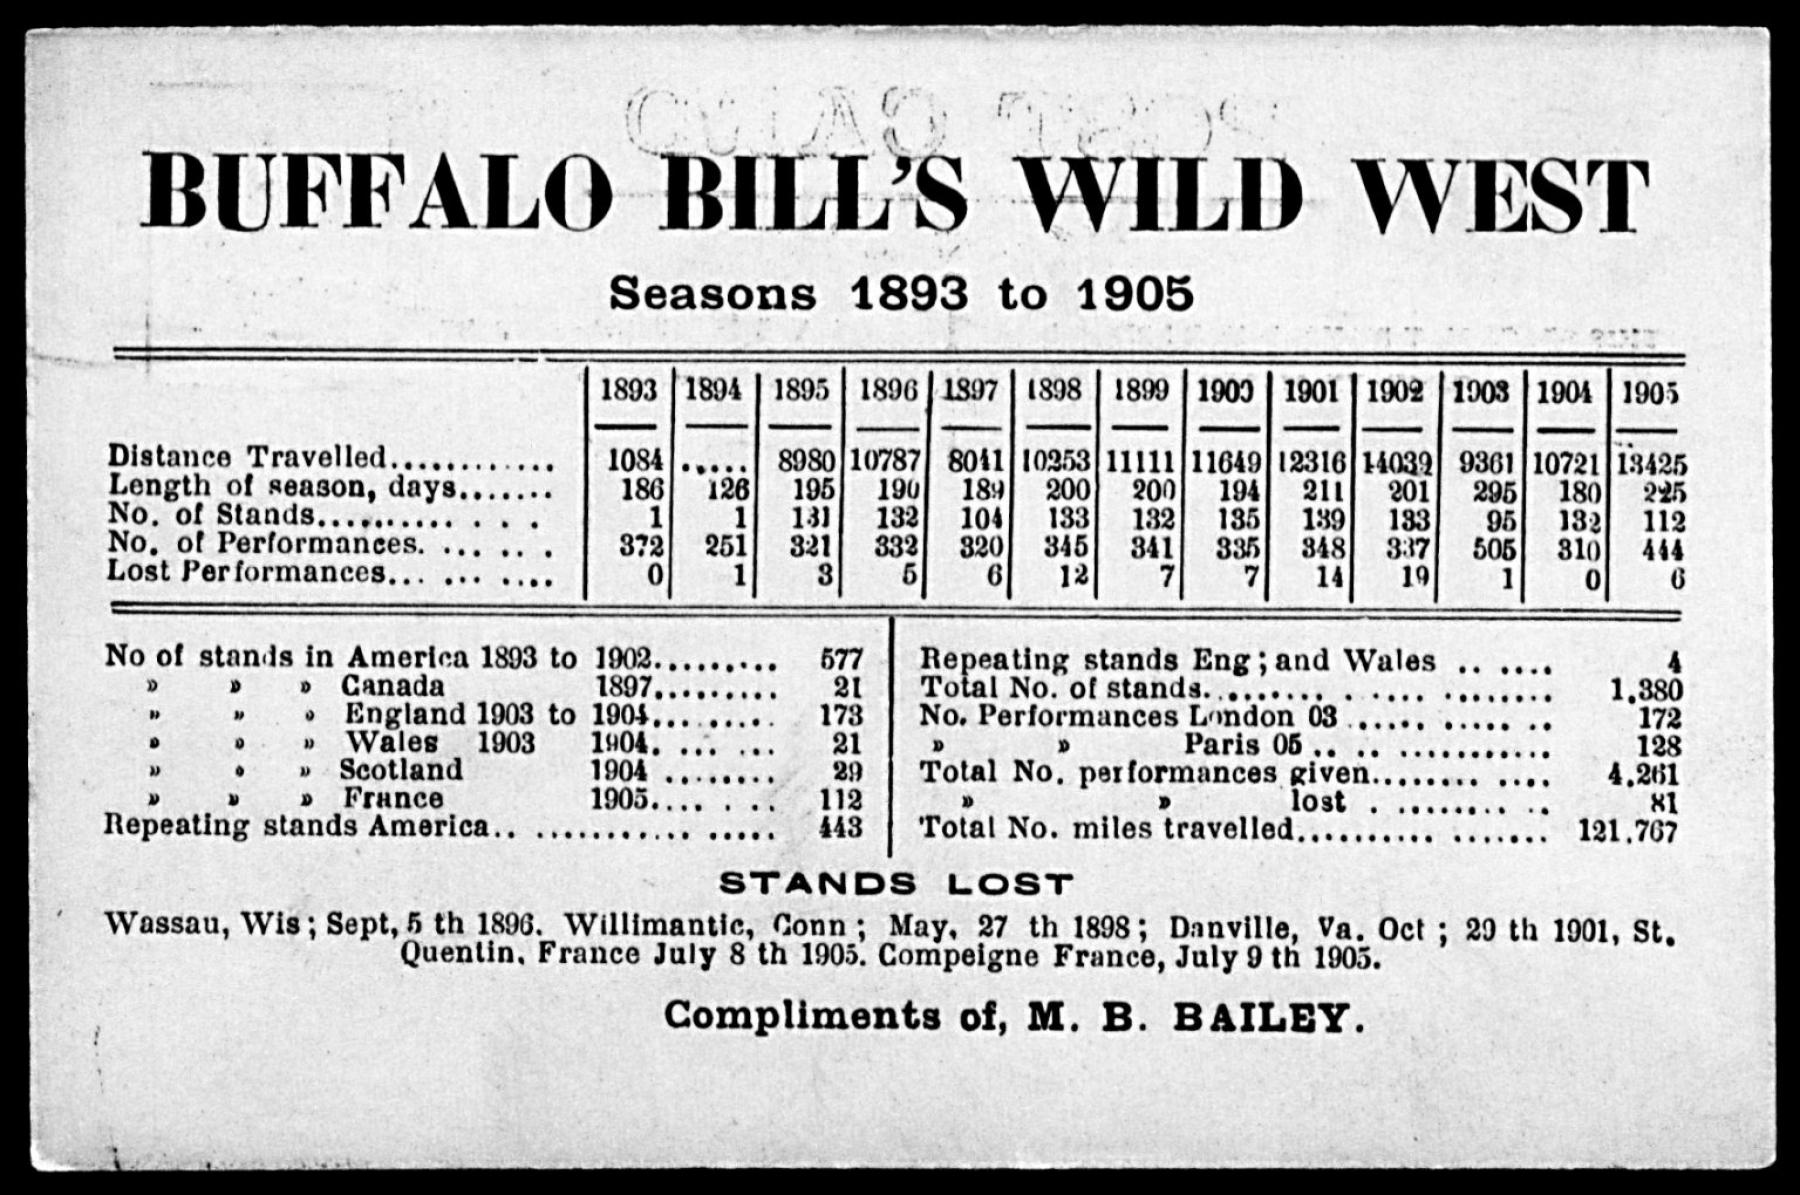 BUFFALO BILL'S WILD WEST
Seasons 1893 to 1905
1893 1894 1895 1896 1897 1898 1899 1900 1901 1902 1903 1904 1905
Distance Travelled............ 1084 ..... 8980 10787 8041 10253 11111 11649 12316 14039 9361 10721 13425
Length of season, days....... 186 126 195 190 189 200 200 194 211 201 295 180 225
No. of Stands.......... . . . 1 1 131 132 104 133 132 135 139 133 95 132 112
No. of Performances. ... .. . . 372 251 321 332 320 345 341 335 348 337 505 310 444
Lost Performances... ... .... 0 1 3 5 6 12 7 7 14 19 1 0 6
No of stands in America 1893 to 1902......... 577
» » » Canada 1897......... 21
» » » England 1903 to 1904......... 173
» » » Wales 1903 1904. ... ... 21
» » » Scotland 1904 ........ 29
» » » France 1905.... . .. 112
Repeating stands America.. ............ ..... 443
Repeating stands Eng ; and Wales .. .... 4
Total No. of stands......... . ..... ........ 1.380
No. Performances London 03 ...... ...... .. 172
» » Paris 05 .. .. ............ 128
Total No. performances given........ .... 4.261
» » lost . ........ .. 81
Total No. miles travelled.......... ....... 121.767
STANDS LOST
Wassau, Wis ; Sept, 5 th 1896. Willimantic, Conn ; May, 27 th 1898 ; Danville, Va. Oct ; 29 th 1901, St.
Quentin, France July 8 th 1905. Compeigne France, July 9 th 1905.
Compliments of, M. B. BAILEY.